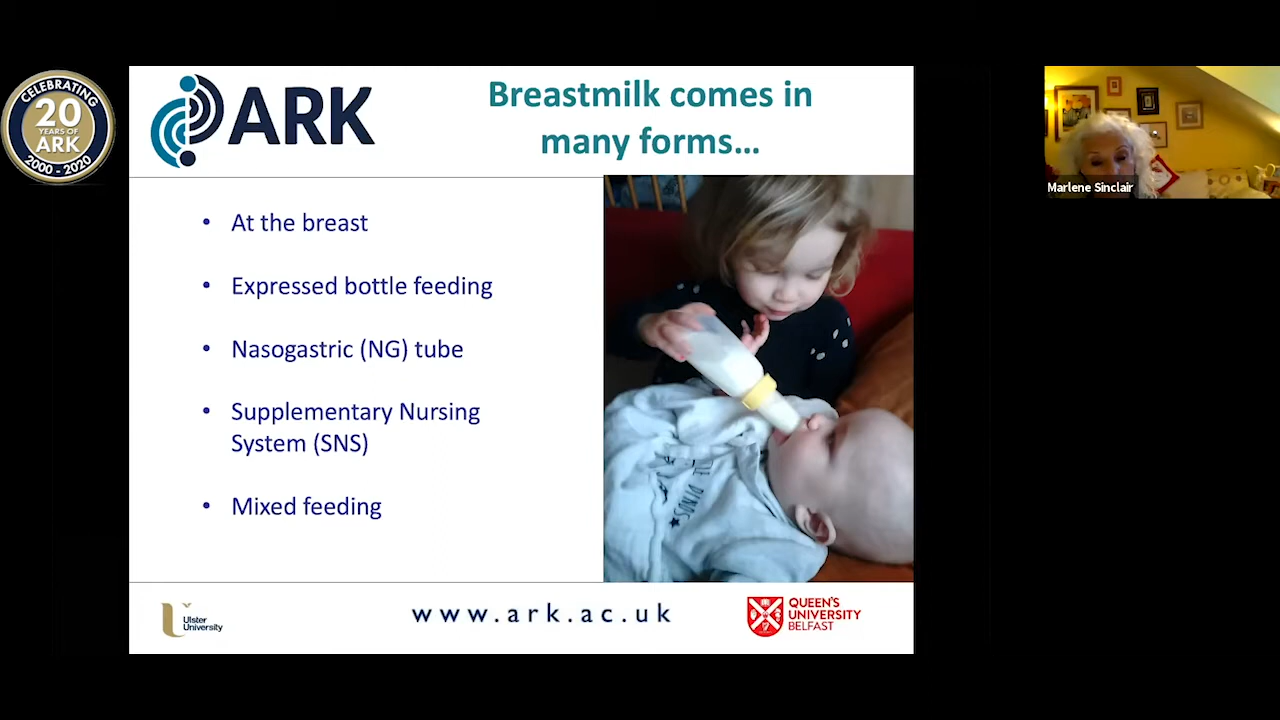 CELEBRATING
20
YEARS OF
ARK
2000 - 2020
ARK
Breastmilk comes in
many forms…
Marlene Sinclair
• At the breast
• Expressed bottle feeding
• Nasogastric (NG) tube
• Supplementary Nursing
System (SNS)
• Mixed feeding
Ulster
University
www.ark.ac.uk
QUEEN'S
UNIVERSITY
BELFAST